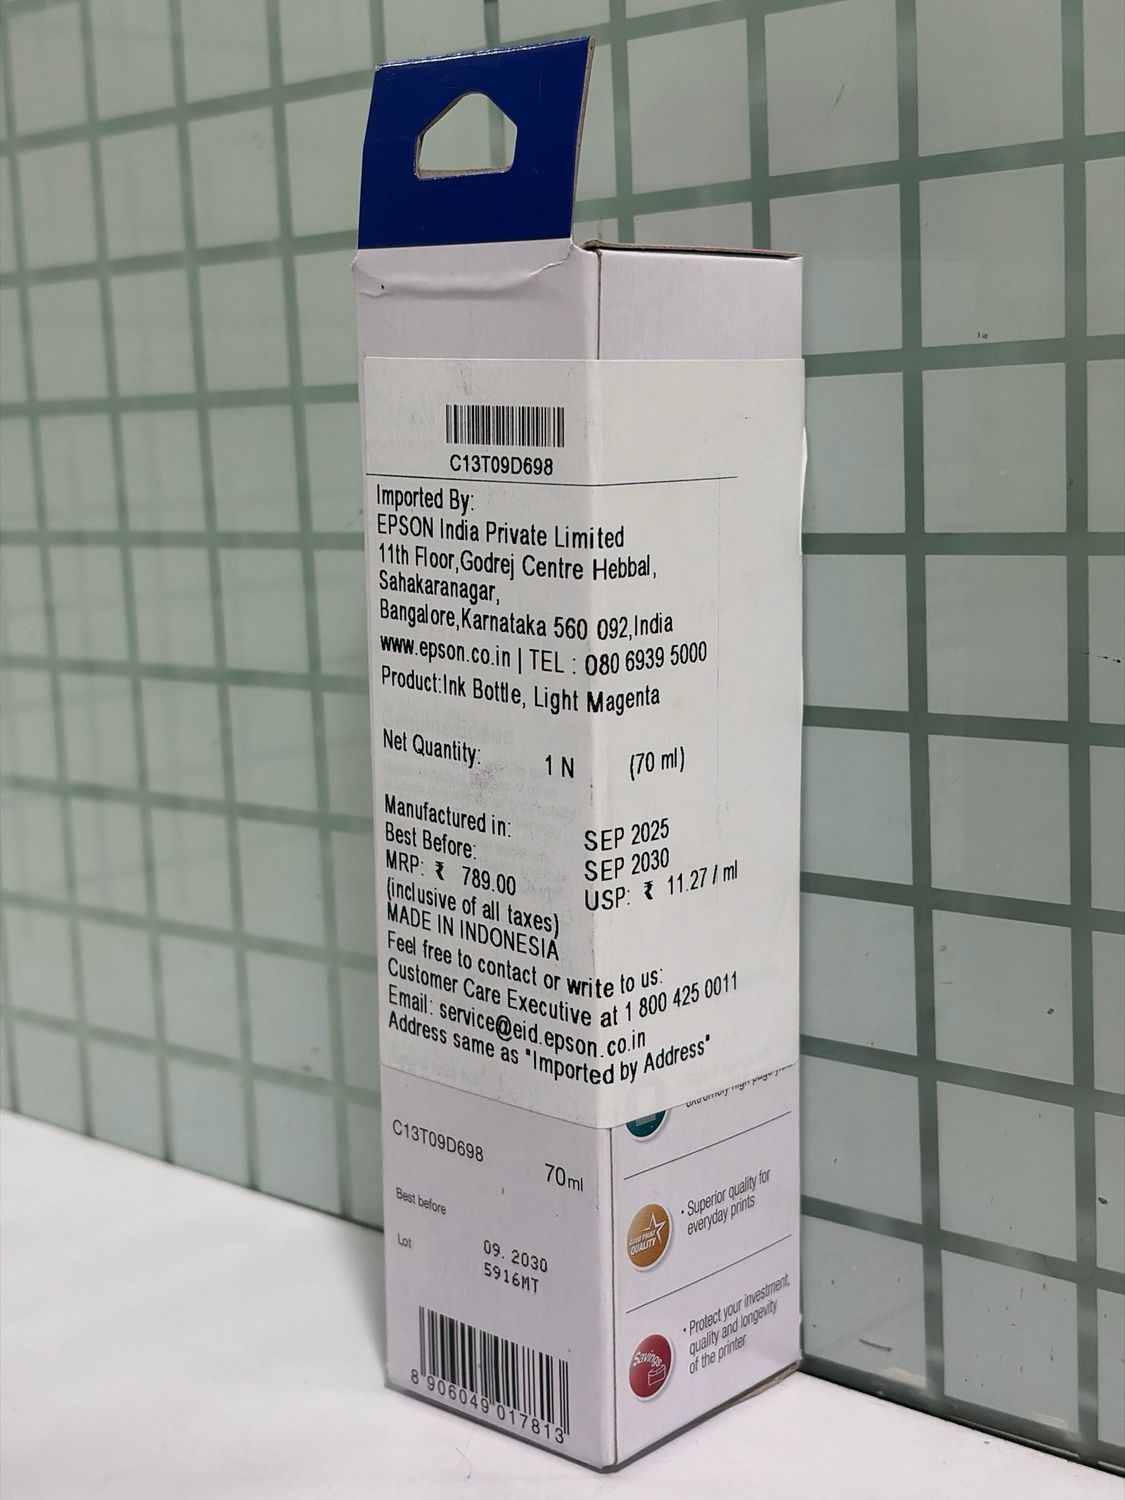 C13T09D698
Imported By:
EPSON India Private Limited
11th Floor,Godrej Centre Hebbal,
Sahakaranagar,
Bangalore,Karnataka 560 092,India
www.epson.co.in | TEL : 080 6939 5000
Product:Ink Bottle, Light Magenta
Net Quantity: 1 N (70 ml)
Manufactured in: SEP 2025
Best Before: SEP 2030
MRP: ₹ 789.00 USP: ₹ 11.27 / ml
(inclusive of all taxes)
MADE IN INDONESIA
Feel free to contact or write to us:
Customer Care Executive at 1 800 425 0011
Email: service@eid.epson.co.in
Address same as "Imported by Address"
C13T09D698
70ml
Best before 09. 2030
Lot 5916MT
8 906049 017813
• Superior quality for
everyday prints
GOOD PRINT
QUALITY
• Protect your investment,
quality and longevity
of the printer
Savings